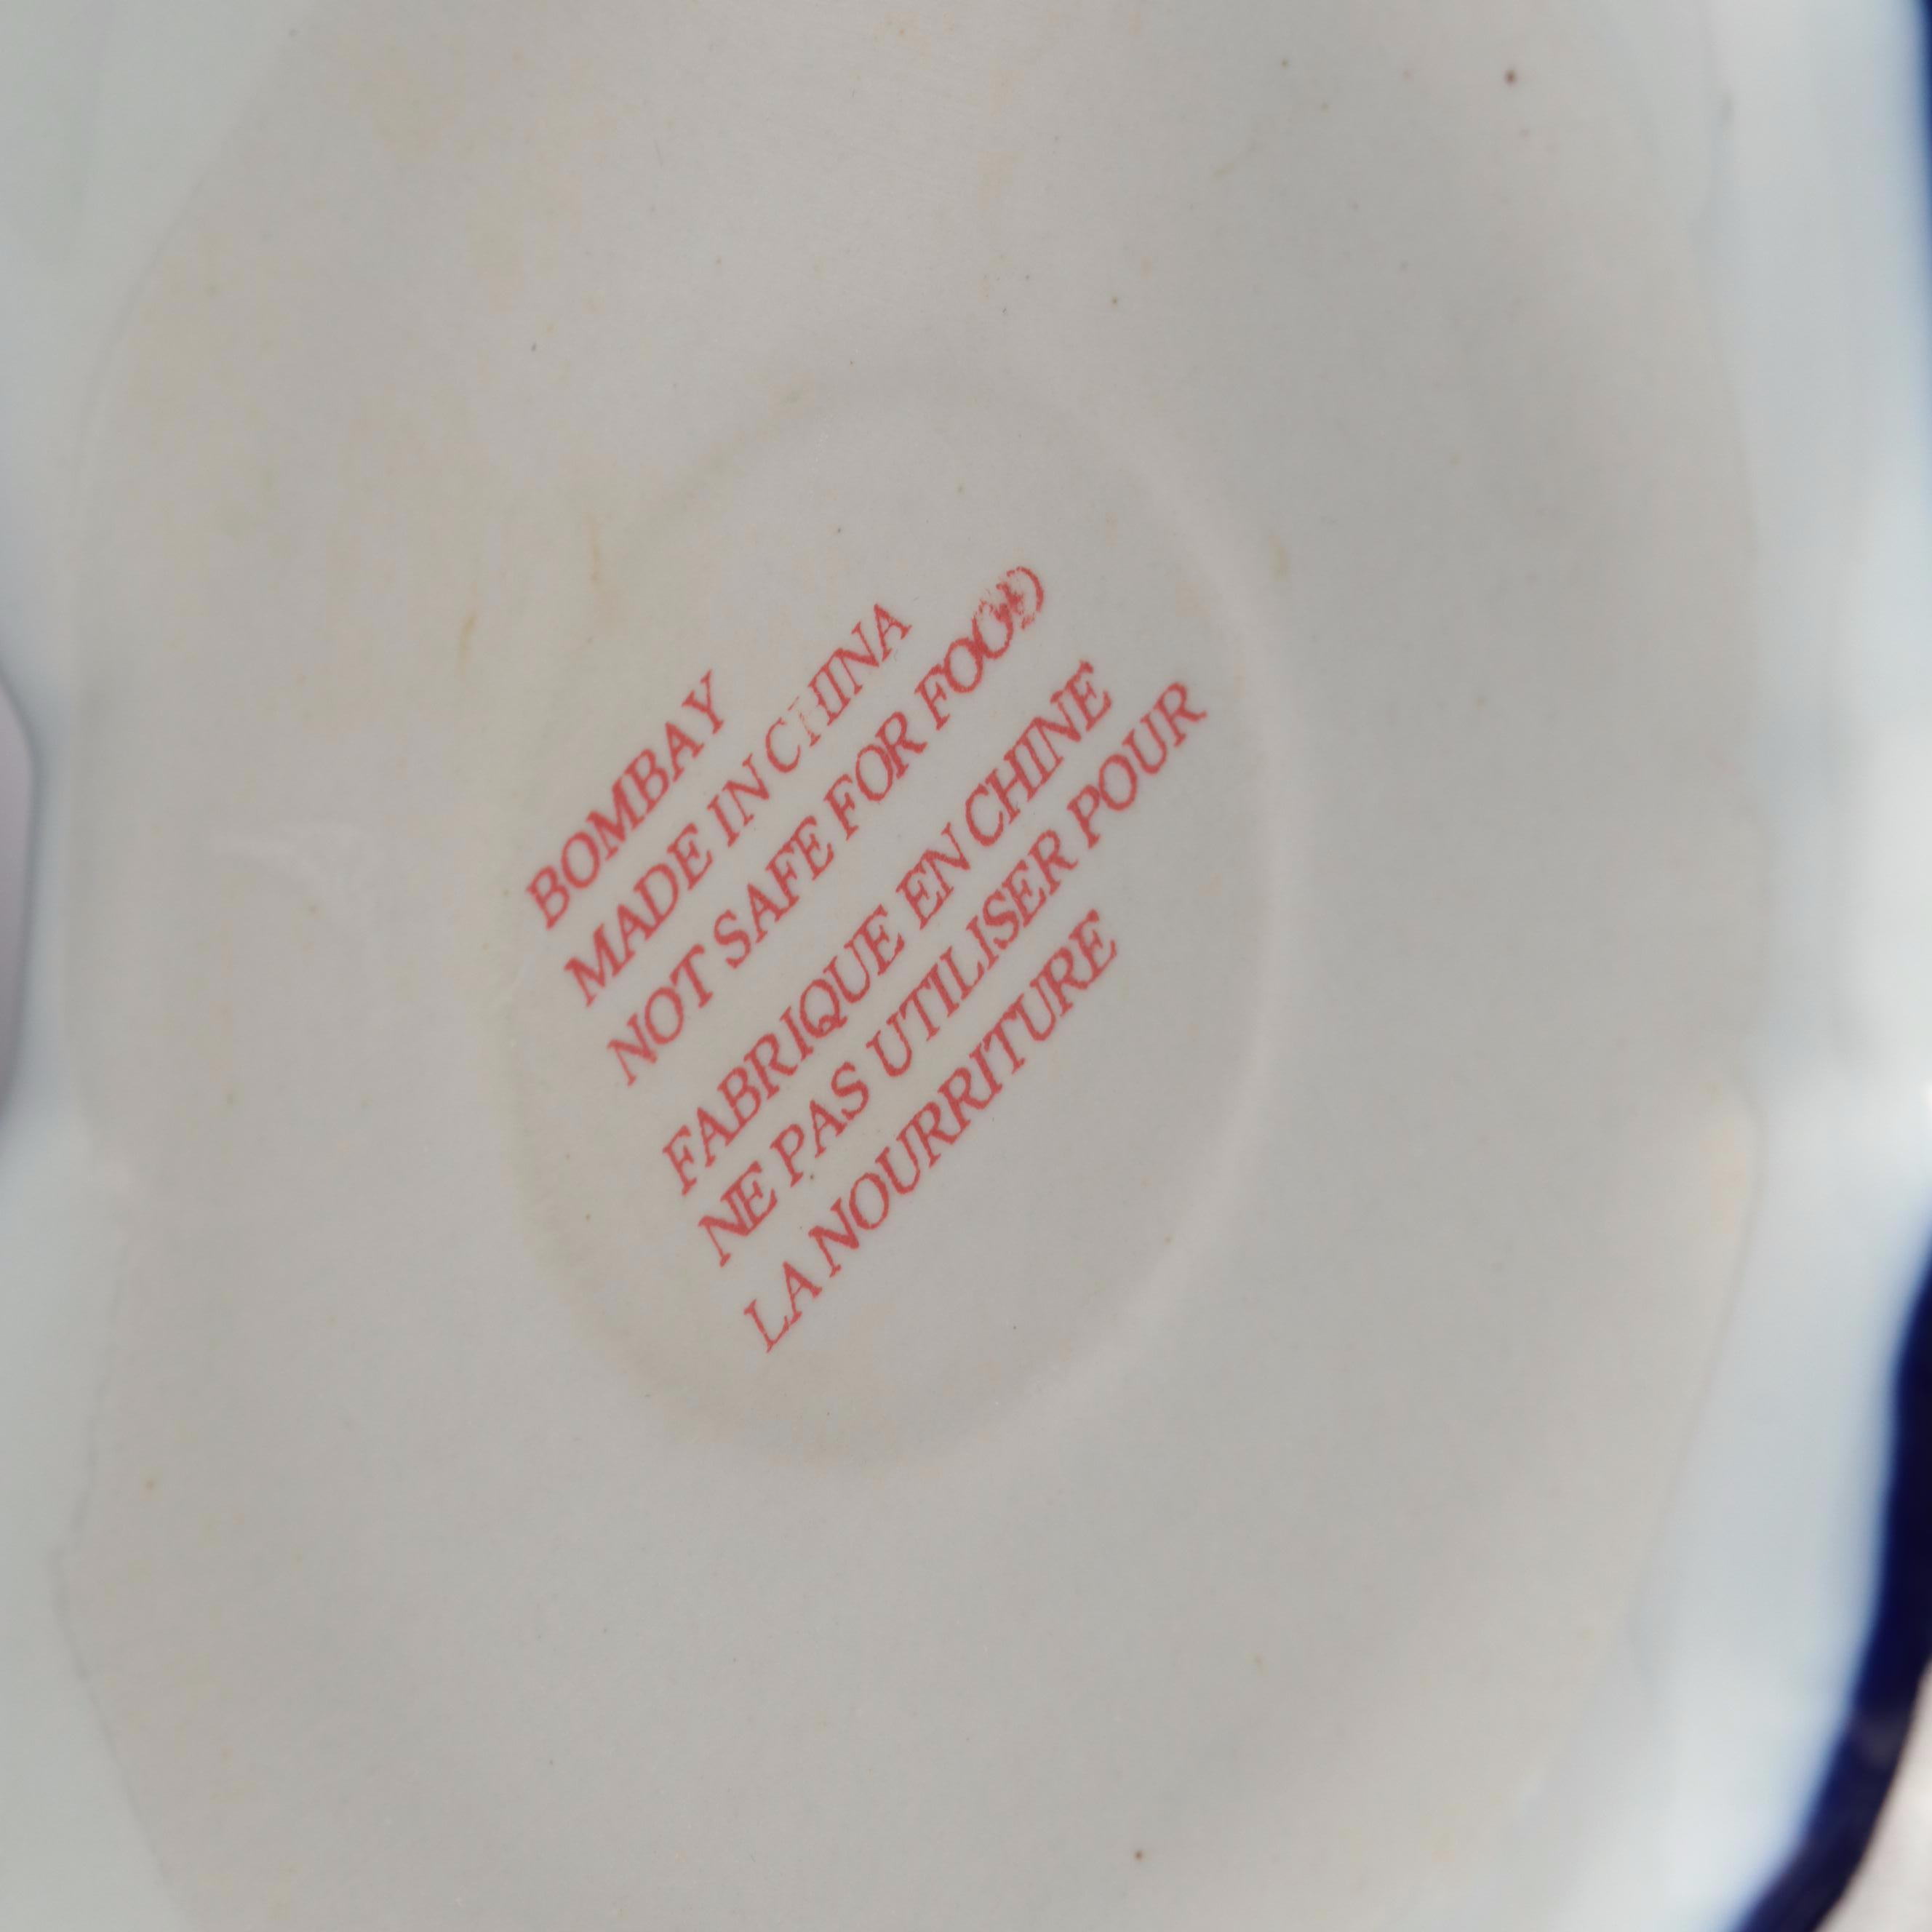 BOMBAY
MADE IN CHINA
NOT SAFE FOR FOOD
FABRIQUE EN CHINE
NE PAS UTILISER POUR
LA NOURRITURE